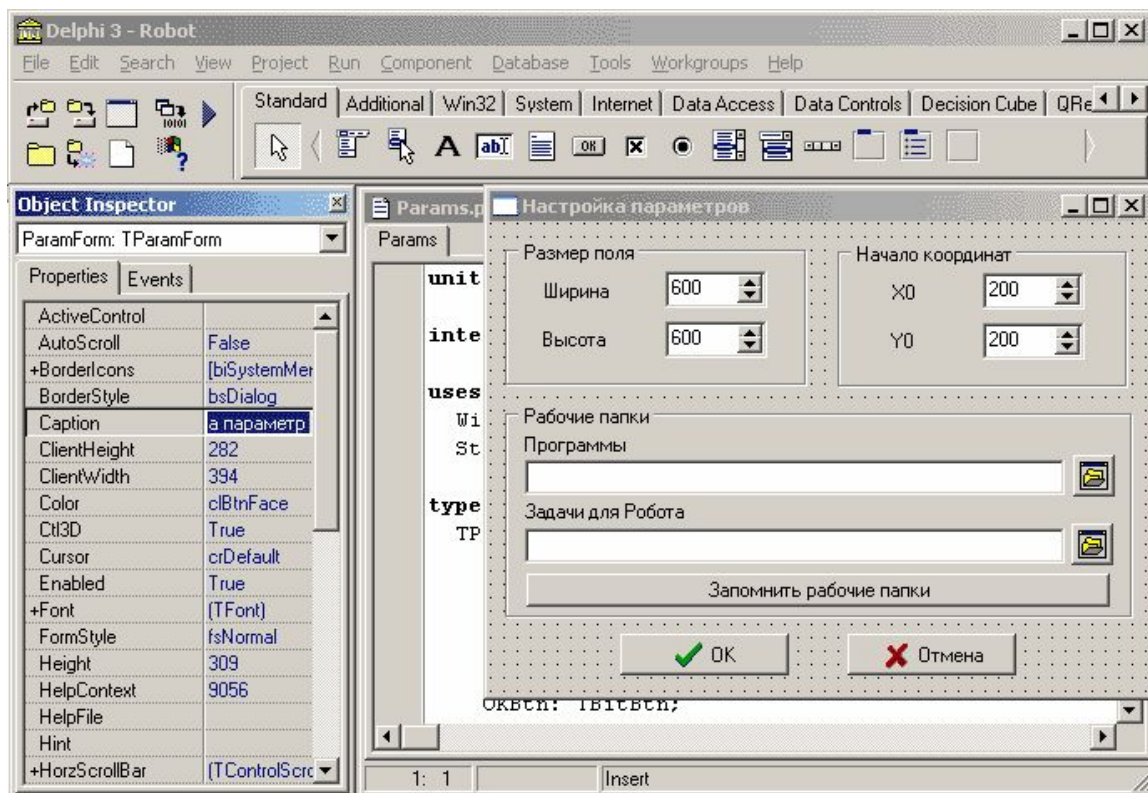 Delphi 3 - Robot
File Edit Search View Project Run Component Database Tools Workgroups Help
Standard Additional Win32 System Internet Data Access Data Controls Decision Cube QRe
Object Inspector
ParamForm: TParamForm
Properties Events
ActiveControl
AutoScroll False
+BorderIcons [biSystemMer
BorderStyle bsDialog
Caption а параметр
ClientHeight 282
ClientWidth 394
Color clBtnFace
Ctl3D True
Cursor crDefault
Enabled True
+Font (TFont)
FormStyle fsNormal
Height 309
HelpContext 9056
HelpFile
Hint
+HorzScrollBar (TControlScro
Params.p
Params
unit
inte
uses
Wi
St
type
TP
OKBtn: TBitBtn;
1: 1 Insert
Настройка параметров
Размер поля
Ширина 600
Высота 600
Начало координат
X0 200
Y0 200
Рабочие папки
Программы
Задачи для Робота
Запомнить рабочие папки
OK Отмена